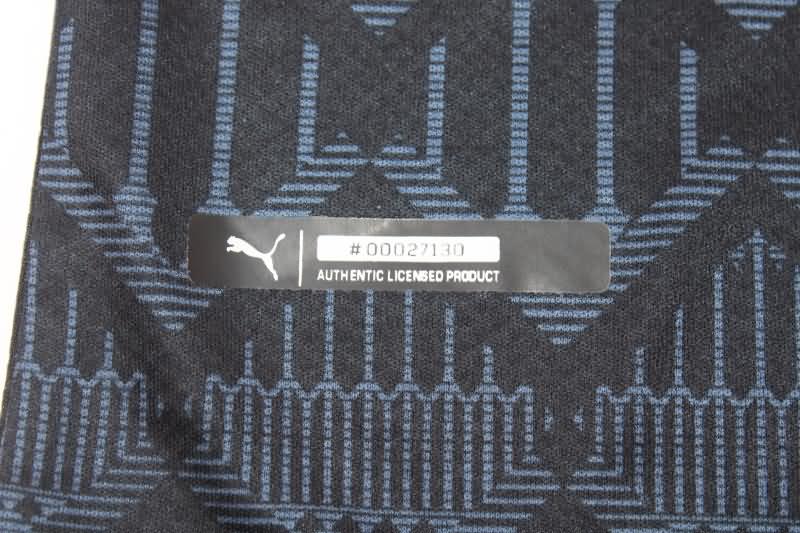 #00027130
AUTHENTIC LICENSED PRODUCT